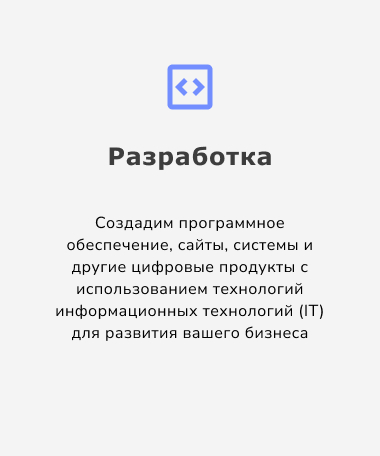 Разработка
Создадим программное
обеспечение, сайты, системы и
другие цифровые продукты с
использованием технологий
информационных технологий (IT)
для развития вашего бизнеса